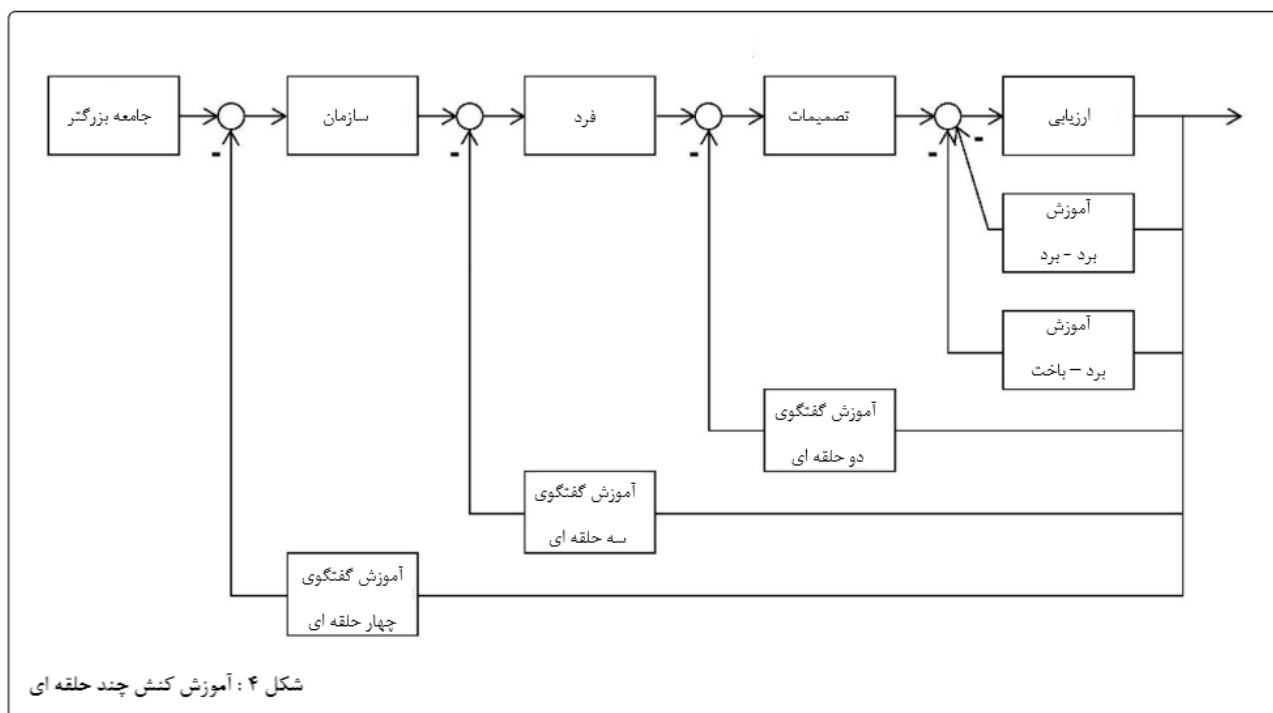 جامعه بزرگتر
سازمان
فرد
تصمیمات
ارزیابی
-
-
-
-
-
آموزش
برد - برد
آموزش
برد – باخت
آموزش گفتگوی
دو حلقه ای
آموزش گفتگوی
سه حلقه ای
آموزش گفتگوی
چهار حلقه ای
شکل ۴ : آموزش کنش چند حلقه ای